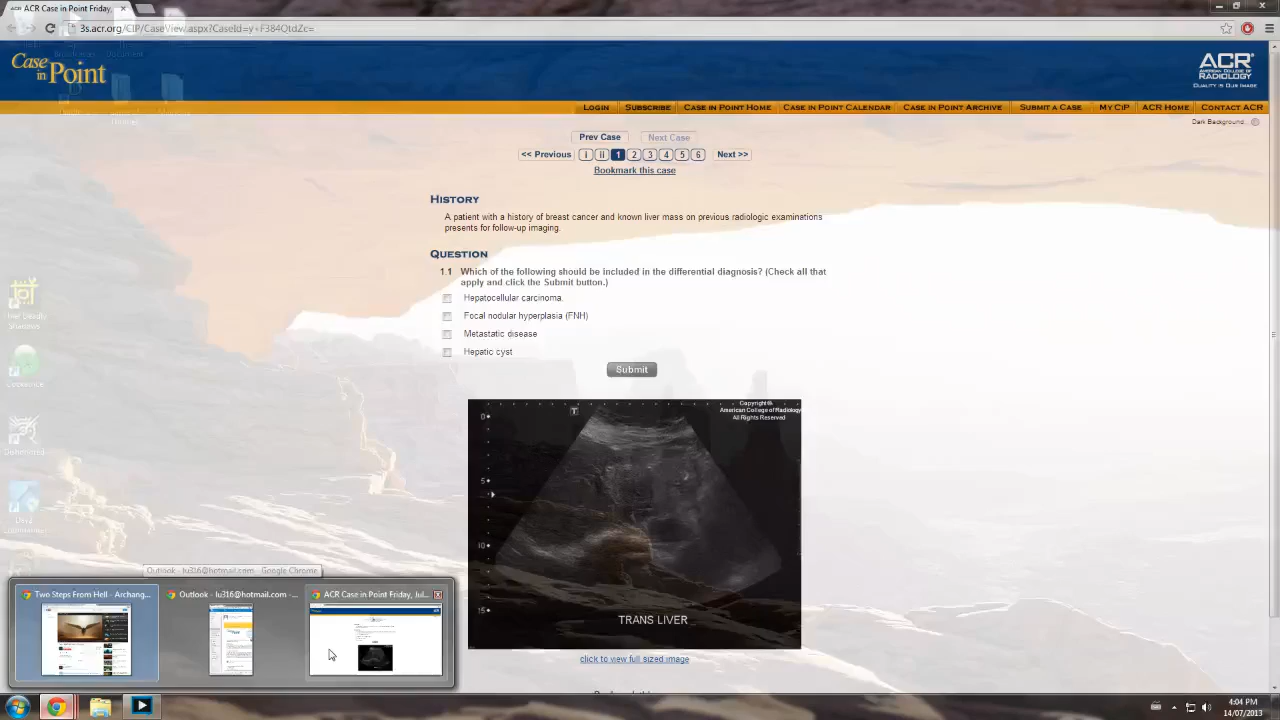 ACR Case in Point Friday,
3s.acr.org/CIP/CaseView.aspx?CaseId=y+F384QtdZc=
Case
in Point
ACR
AMERICAN COLLEGE OF
RADIOLOGY
QUALITY IS OUR IMAGE
LOGIN SUBSCRIBE CASE IN POINT HOME CASE IN POINT CALENDAR CASE IN POINT ARCHIVE SUBMIT A CASE MY CIP ACR HOME CONTACT ACR
Dark Background
Prev Case Next Case
<< Previous I II 1 2 3 4 5 6 Next >>
Bookmark this case
HISTORY
A patient with a history of breast cancer and known liver mass on previous radiologic examinations
presents for follow-up imaging.
QUESTION
1.1 Which of the following should be included in the differential diagnosis? (Check all that
apply and click the Submit button.)
Hepatocellular carcinoma.
Focal nodular hyperplasia (FNH)
Metastatic disease
Hepatic cyst
Submit
Copyright©
American College of Radiology
All Rights Reserved
T
0
5
10
15
TRANS LIVER
click to view full sized image
Outlook - lu316@hotmail.com - Google Chrome
Two Steps From Hell - Archang...
Outlook - lu316@hotmail.com -...
ACR Case in Point Friday, Jul...
4:04 PM
14/07/2013